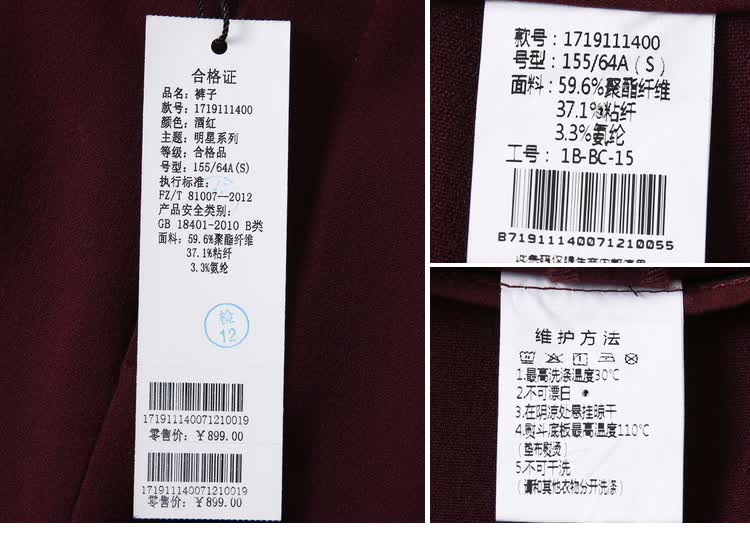 合格证
品名：裤子
款号：1719111400
颜色：酒红
主题：明星系列
等级：合格品
号型：155/64A(S)
执行标准：
FZ/T 81007—2012
产品安全类别：
GB 18401—2010 B类
面料：59.6%聚酯纤维
37.1%粘纤
3.3%氨纶
检
12
171911140071210019
零售价：￥899.00
171911140071210019
零售价：￥899.00
款号：1719111400
号型：155/64A（S）
面料：59.6%聚酯纤维
37.1%粘纤
3.3%氨纶
工号： 1B-BC-15
B71911140071210055
维护方法
1.最高洗涤温度30℃
2.不可漂白
3.在阴凉处悬挂晾干
4.熨斗底板最高温度110℃
（垫布熨烫）
5.不可干洗
（请和其他衣物分开洗涤）